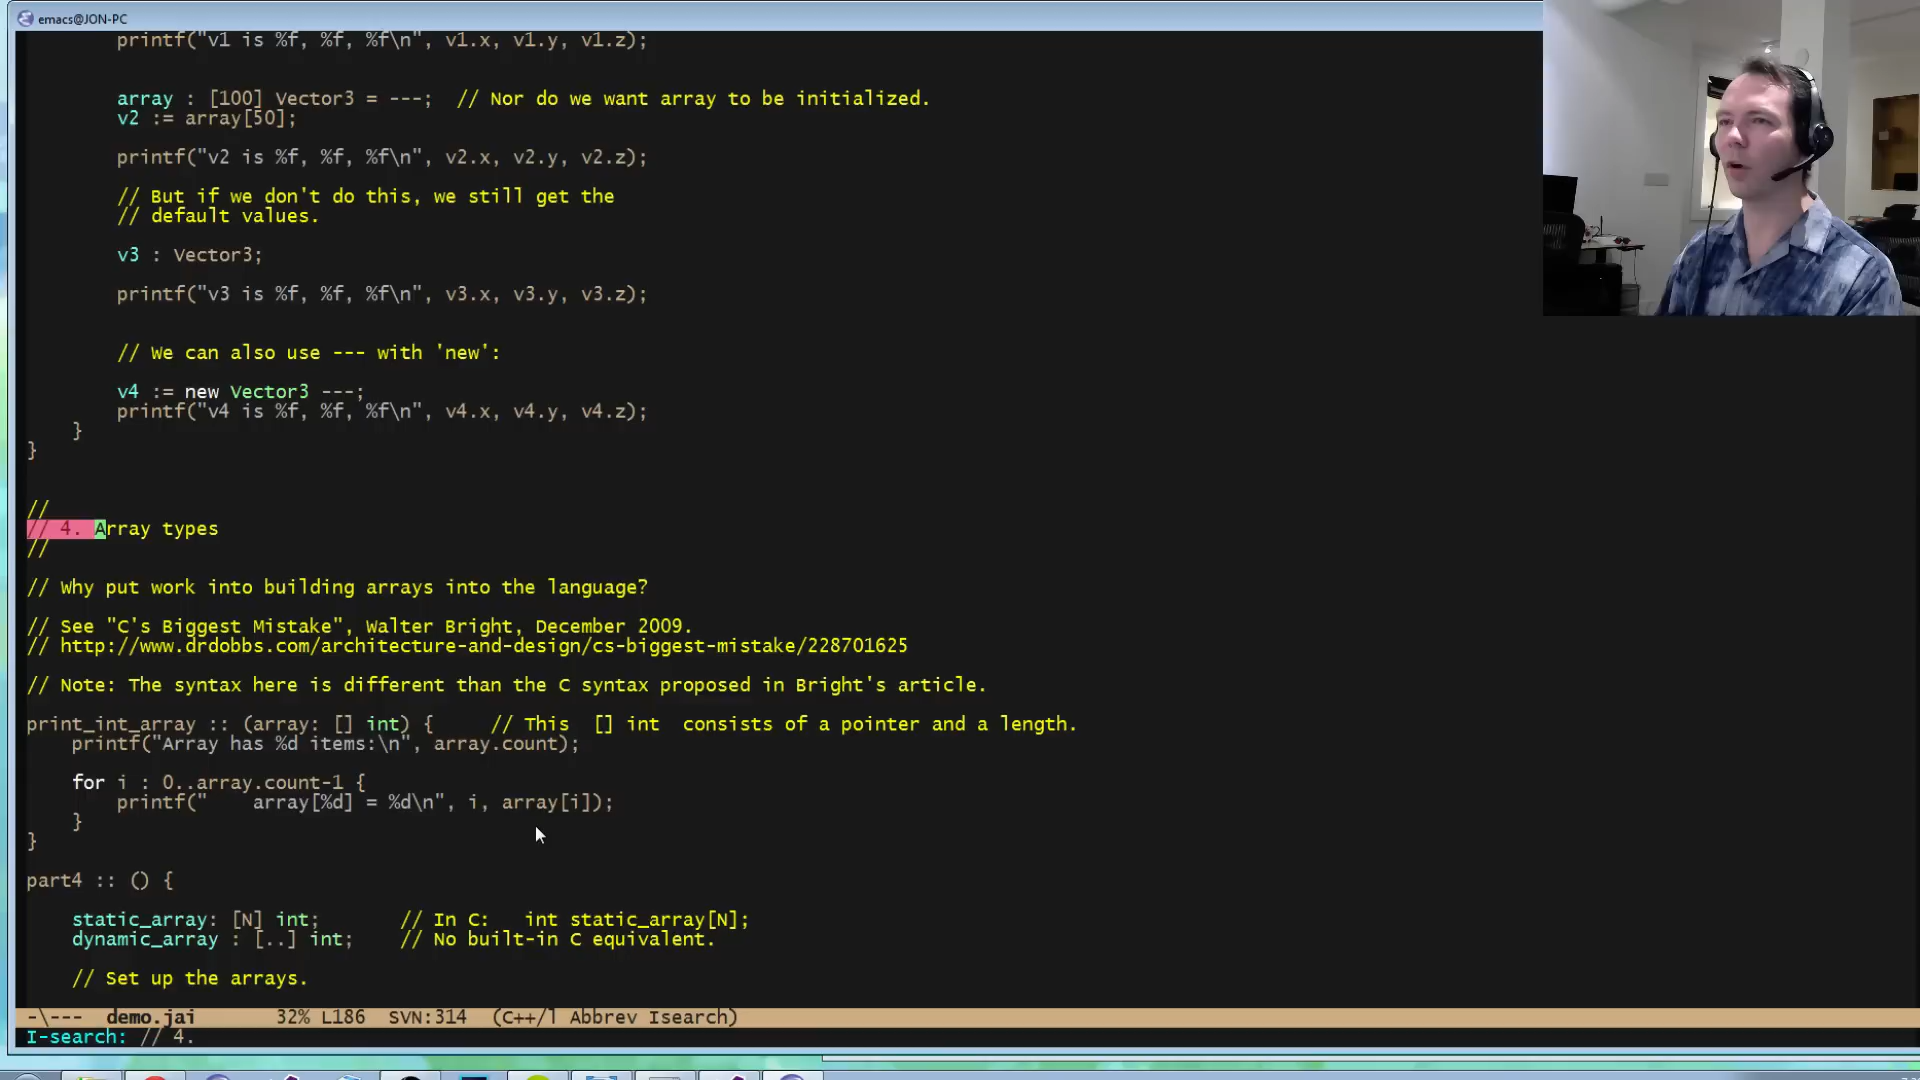 emacs@JON-PC
printf("v1 is %f, %f, %f\n", v1.x, v1.y, v1.z);
array : [100] Vector3 = ---;  // Nor do we want array to be initialized.
v2 := array[50];
printf("v2 is %f, %f, %f\n", v2.x, v2.y, v2.z);
// But if we don't do this, we still get the
// default values.
v3 : Vector3;
printf("v3 is %f, %f, %f\n", v3.x, v3.y, v3.z);
// We can also use --- with 'new':
v4 := new Vector3 ---;
printf("v4 is %f, %f, %f\n", v4.x, v4.y, v4.z);
}
}
//
// 4. Array types
//
// Why put work into building arrays into the language?
// See "C's Biggest Mistake", Walter Bright, December 2009.
// http://www.drdobbs.com/architecture-and-design/cs-biggest-mistake/228701625
// Note: The syntax here is different than the C syntax proposed in Bright's article.
print_int_array :: (array: [] int) {     // This  [] int  consists of a pointer and a length.
printf("Array has %d items:\n", array.count);
for i : 0..array.count-1 {
printf("    array[%d] = %d\n", i, array[i]);
}
}
part4 :: () {
static_array: [N] int;       // In C:   int static_array[N];
dynamic_array : [..] int;    // No built-in C equivalent.
// Set up the arrays.
-\---  demo.jai       32% L186  SVN:314  (C++/l Abbrev Isearch)
I-search: // 4.